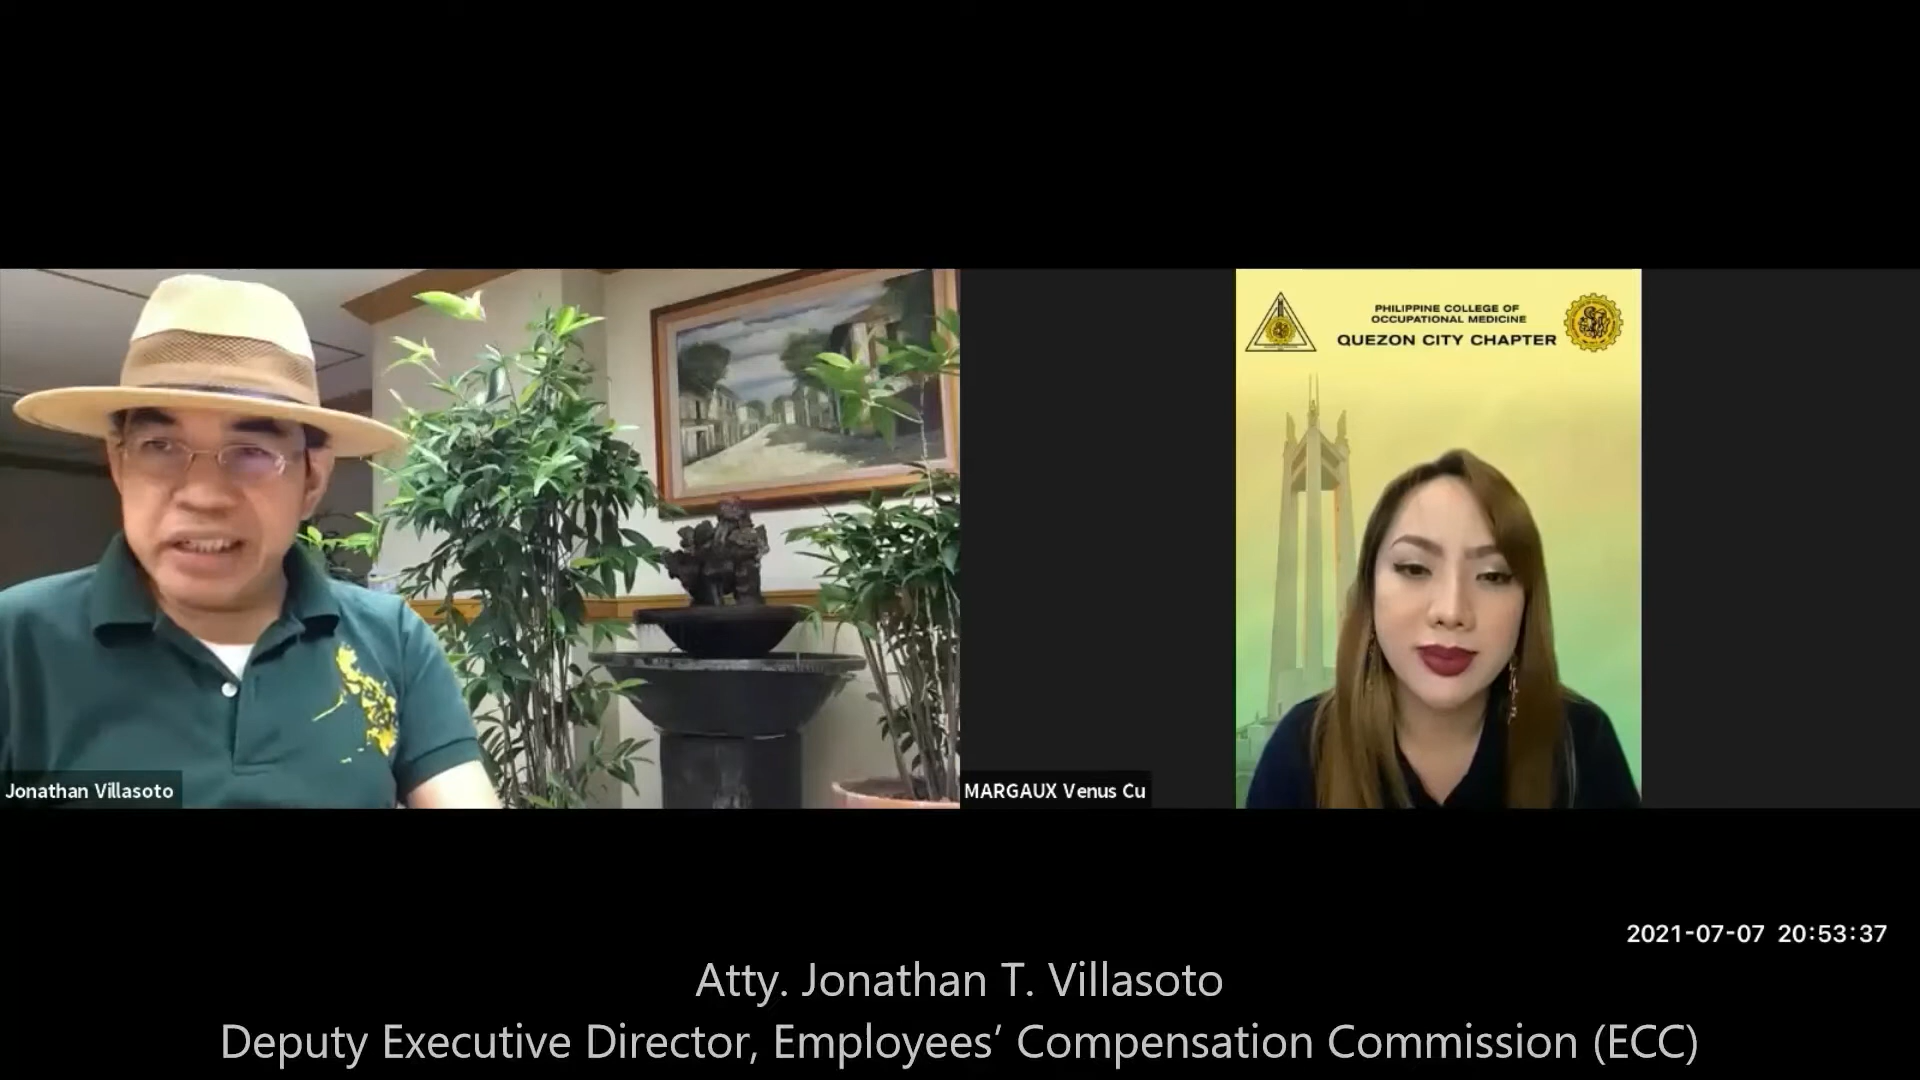 PHILIPPINE COLLEGE OF
OCCUPATIONAL MEDICINE
QUEZON CITY CHAPTER
Jonathan Villasoto
MARGAUX Venus Cu
2021-07-07 20:53:37
Atty. Jonathan T. Villasoto
Deputy Executive Director, Employees’ Compensation Commission (ECC)